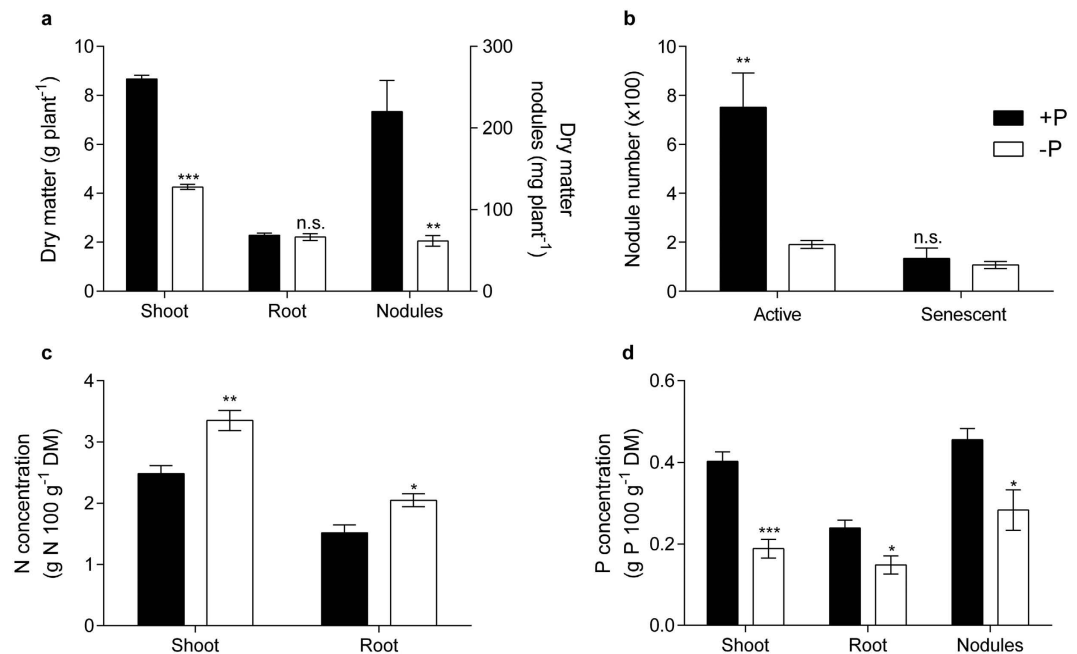 a
Dry matter (g plant⁻¹)
10
8
6
4
2
0
***
n.s.
**
Shoot Root Nodules
300
200
100
0
Dry matter
nodules (mg plant⁻¹)
b
Nodule number (x100)
10
8
6
4
2
0
**
n.s.
Active Senescent
+P
-P
c
N concentration
(g N 100 g⁻¹ DM)
4
3
2
1
0
**
*
Shoot Root
d
P concentration
(g P 100 g⁻¹ DM)
0.6
0.4
0.2
0.0
***
*
*
Shoot Root Nodules